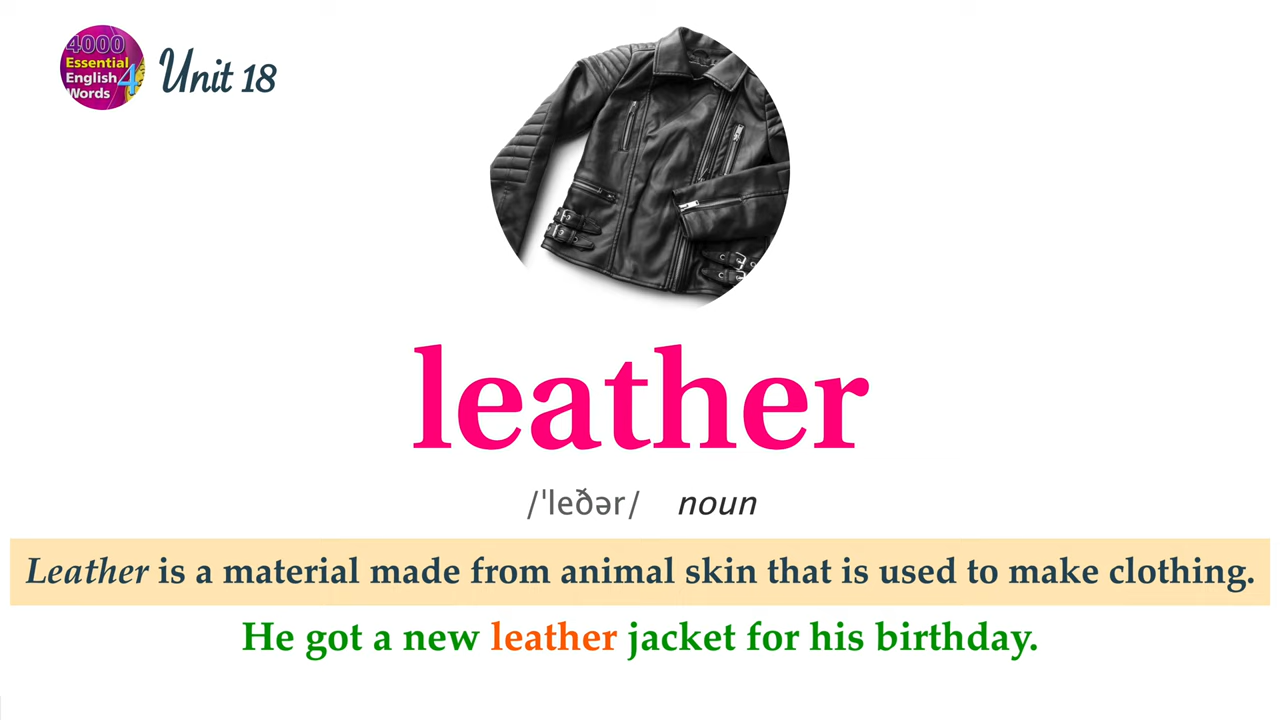 4000
Essential
English
Words
4
Unit 18
leather
/ˈleðər/ noun
Leather is a material made from animal skin that is used to make clothing.
He got a new leather jacket for his birthday.